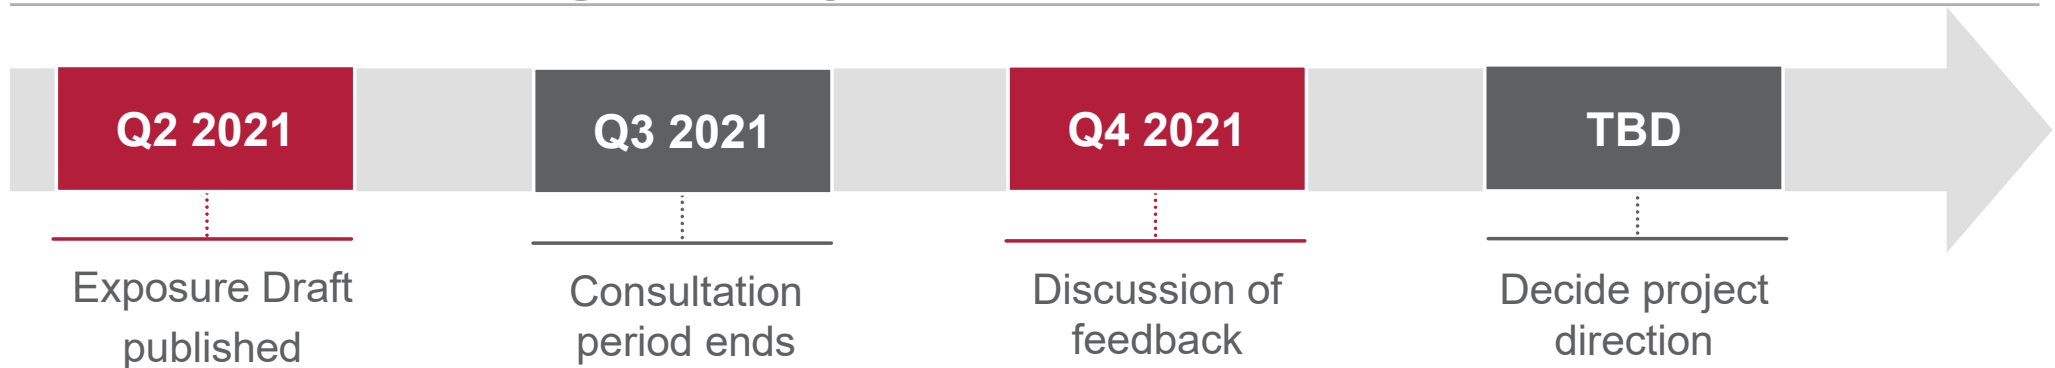 Q2 2021
Q3 2021
Q4 2021
TBD
Exposure Draft
published
Consultation
period ends
Discussion of
feedback
Decide project
direction